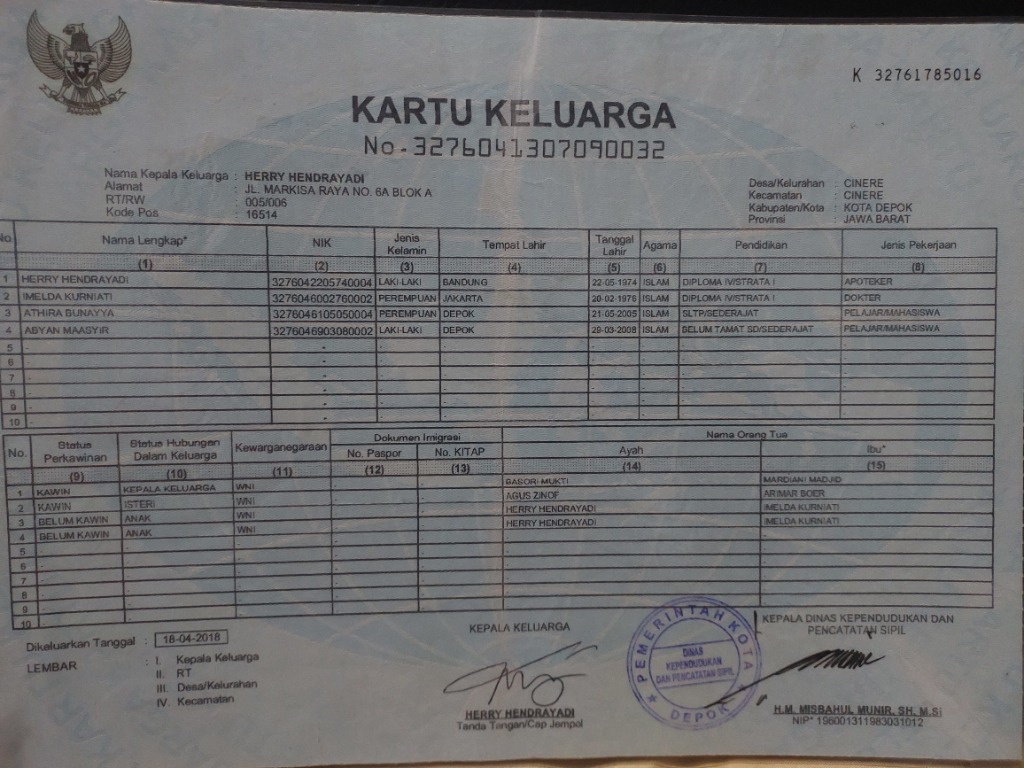 K 32761785016
KARTU KELUARGA
No. 3276041307090032
Nama Kepala Keluarga : HERRY HENDRAYADI
Alamat : JL. MARKISA RAYA NO. 6A BLOK A
RT/RW : 005/006
Kode Pos : 16514
Desa/Kelurahan : CINERE
Kecamatan : CINERE
Kabupaten/Kota : KOTA DEPOK
Provinsi : JAWA BARAT
No. Nama Lengkap* NIK Jenis Kelamin Tempat Lahir Tanggal Lahir Agama Pendidikan Jenis Pekerjaan
(1) (2) (3) (4) (5) (6) (7) (8)
1 HERRY HENDRAYADI 3276042205740004 LAKI-LAKI BANDUNG 22-05-1974 ISLAM DIPLOMA IV/STRATA I APOTEKER
2 IMELDA KURNIATI 3276046002760002 PEREMPUAN JAKARTA 20-02-1976 ISLAM DIPLOMA IV/STRATA I DOKTER
3 ATHIRA BUNAYYA 3276046105050004 PEREMPUAN DEPOK 21-05-2005 ISLAM SLTP/SEDERAJAT PELAJAR/MAHASISWA
4 ABYAN MAASYIR 3276046903080002 LAKI-LAKI DEPOK 29-03-2008 ISLAM BELUM TAMAT SD/SEDERAJAT PELAJAR/MAHASISWA
5 - - -
6 - - -
7 - - -
8 - - -
9 - - -
10 - - -
No. Status Perkawinan Status Hubungan Dalam Keluarga Kewarganegaraan Dokumen Imigrasi Nama Orang Tua
No. Paspor No. KITAP Ayah Ibu*
(9) (10) (11) (12) (13) (14) (15)
1 KAWIN KEPALA KELUARGA WNI BASORI MUKTI MARDIANI MADJID
2 KAWIN ISTERI WNI AGUS ZINOF ARIMAR BOER
3 BELUM KAWIN ANAK WNI HERRY HENDRAYADI IMELDA KURNIATI
4 BELUM KAWIN ANAK WNI HERRY HENDRAYADI IMELDA KURNIATI
5 -
6 -
7 -
8 -
9 -
10 -
Dikeluarkan Tanggal : 18-04-2018
LEMBAR : I. Kepala Keluarga
II. RT
III. Desa/Kelurahan
IV. Kecamatan
KEPALA KELUARGA
HERRY HENDRAYADI
Tanda Tangan/Cap Jempol
PEMERINTAH KOTA
DINAS
KEPENDUDUKAN
DAN PENCATATAN SIPIL
DEPOK
KEPALA DINAS KEPENDUDUKAN DAN
PENCATATAN SIPIL
H.M. MISBAHUL MUNIR, SH, M.Si
NIP* 196001311983031012